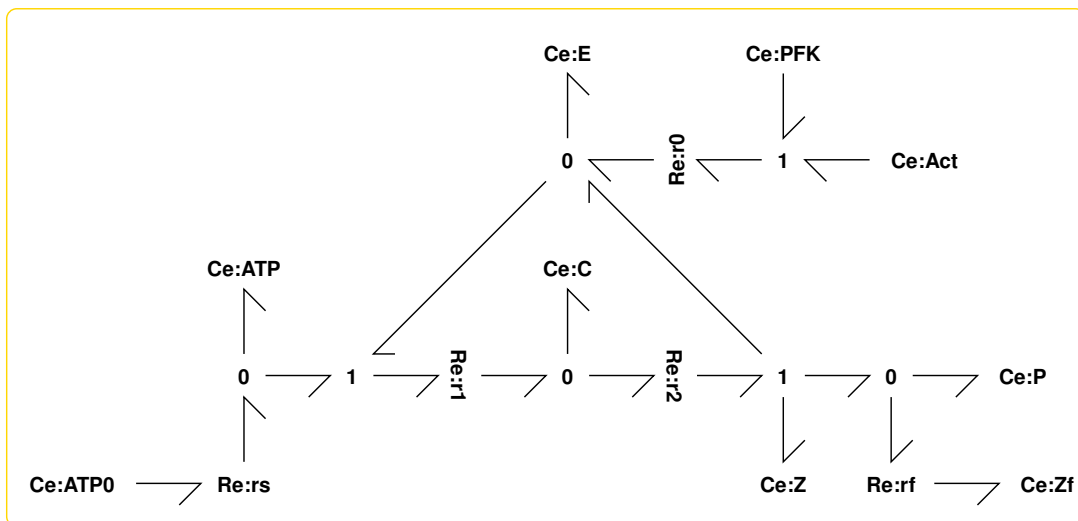 Ce:E Ce:PFK
0 Re:r0 1 Ce:Act
Ce:ATP Ce:C
0 1 Re:r1 0 Re:r2 1 0 Ce:P
Ce:ATP0 Re:rs Ce:Z Re:rf Ce:Zf